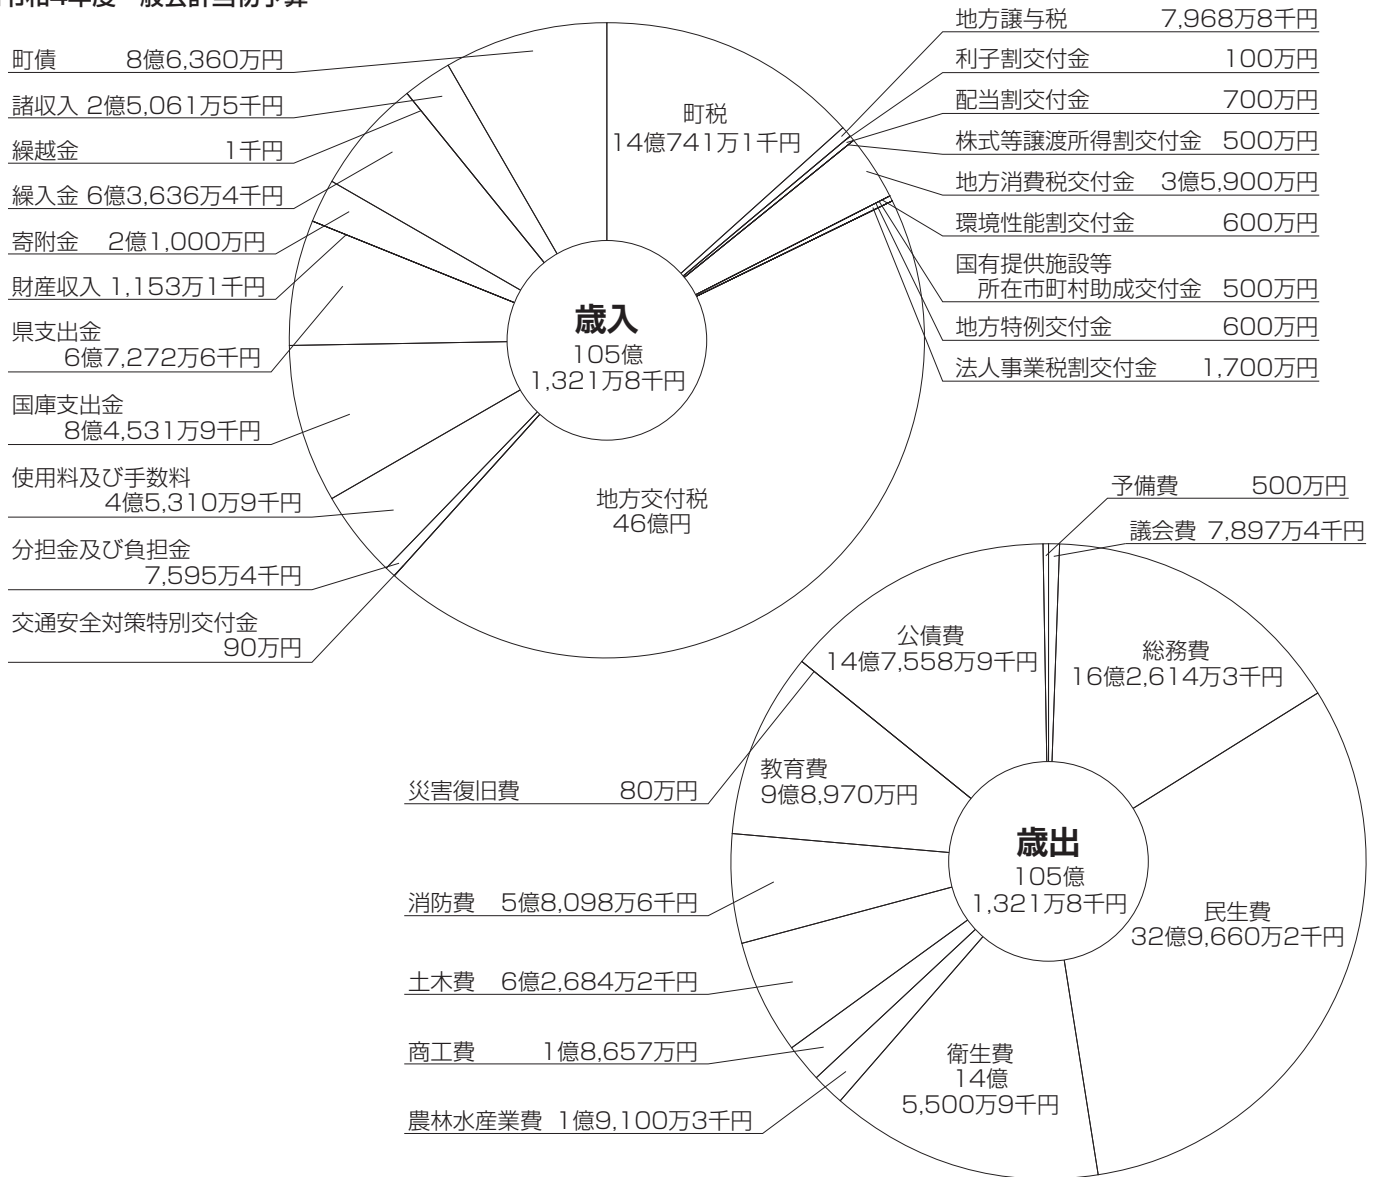 令和4年度一般会計当初予算
町債 8億6,360万円
諸収入 2億5,061万5千円
繰越金 1千円
繰入金 6億3,636万4千円
寄附金 2億1,000万円
財産収入 1,153万1千円
県支出金
6億7,272万6千円
国庫支出金
8億4,531万9千円
使用料及び手数料
4億5,310万9千円
分担金及び負担金
7,595万4千円
交通安全対策特別交付金
90万円
町税
14億741万1千円
歳入
105億
1,321万8千円
地方交付税
46億円
地方譲与税 7,968万8千円
利子割交付金 100万円
配当割交付金 700万円
株式等譲渡所得割交付金 500万円
地方消費税交付金 3億5,900万円
環境性能割交付金 600万円
国有提供施設等
所在市町村助成交付金 500万円
地方特例交付金 600万円
法人事業税割交付金 1,700万円
予備費 500万円
議会費 7,897万4千円
公債費
14億7,558万9千円
総務費
16億2,614万3千円
災害復旧費 80万円
教育費
9億8,970万円
歳出
105億
1,321万8千円
消防費 5億8,098万6千円
民生費
32億9,660万2千円
土木費 6億2,684万2千円
商工費 1億8,657万円
衛生費
14億
5,500万9千円
農林水産業費 1億9,100万3千円